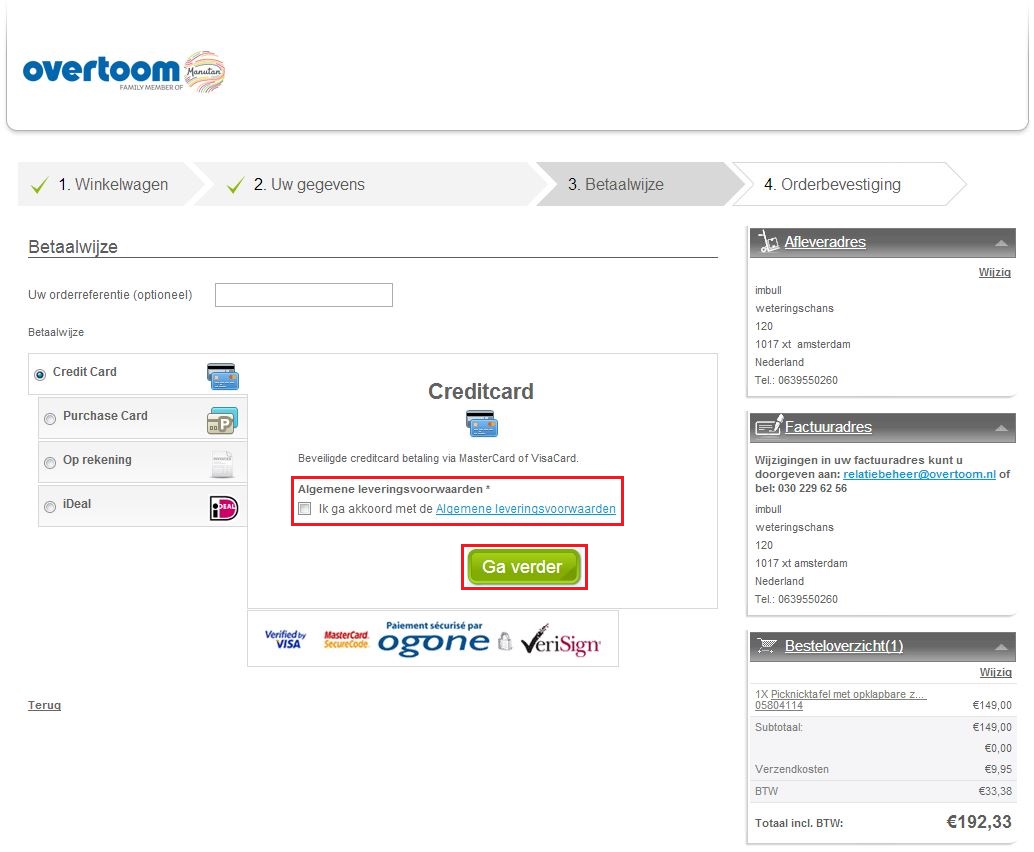 overtoom
Manutan
FAMILY MEMBER OF
1. Winkelwagen
2. Uw gegevens
3. Betaalwijze
4. Orderbevestiging
Betaalwijze
Uw orderreferentie (optioneel)
Betaalwijze
Credit Card
Purchase Card
Op rekening
iDeal
iDEAL
Creditcard
Beveiligde creditcard betaling via MasterCard of VisaCard.
Algemene leveringsvoorwaarden *
Ik ga akkoord met de Algemene leveringsvoorwaarden
Ga verder
Verified by
VISA
MasterCard.
SecureCode.
Paiement sécurisé par
ogone
VeriSign
Terug
Afleveradres
Wijzig
imbull
weteringschans
120
1017 xt amsterdam
Nederland
Tel.: 0639550260
Factuuradres
Wijzigingen in uw factuuradres kunt u
doorgeven aan: relatiebeheer@overtoom.nl of
bel: 030 229 62 56
imbull
weteringschans
120
1017 xt amsterdam
Nederland
Tel.: 0639550260
Besteloverzicht(1)
Wijzig
1X Picknicktafel met opklapbare z...
05804114 €149,00
Subtotaal: €149,00
€0,00
Verzendkosten €9,95
BTW €33,38
Totaal incl. BTW: €192,33